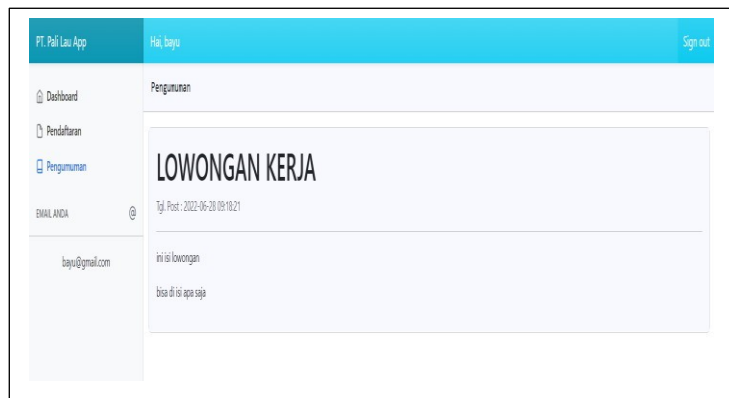 PT. Pali Lau App
Hai, bayu
Sign out
Dashboard
Pendaftaran
Pengumuman
EMAIL ANDA @
bayu@gmail.com
Pengumuman
LOWONGAN KERJA
Tgl. Post : 2022-06-28 09:18:21
ini isi lowongan
bisa di isi apa saja